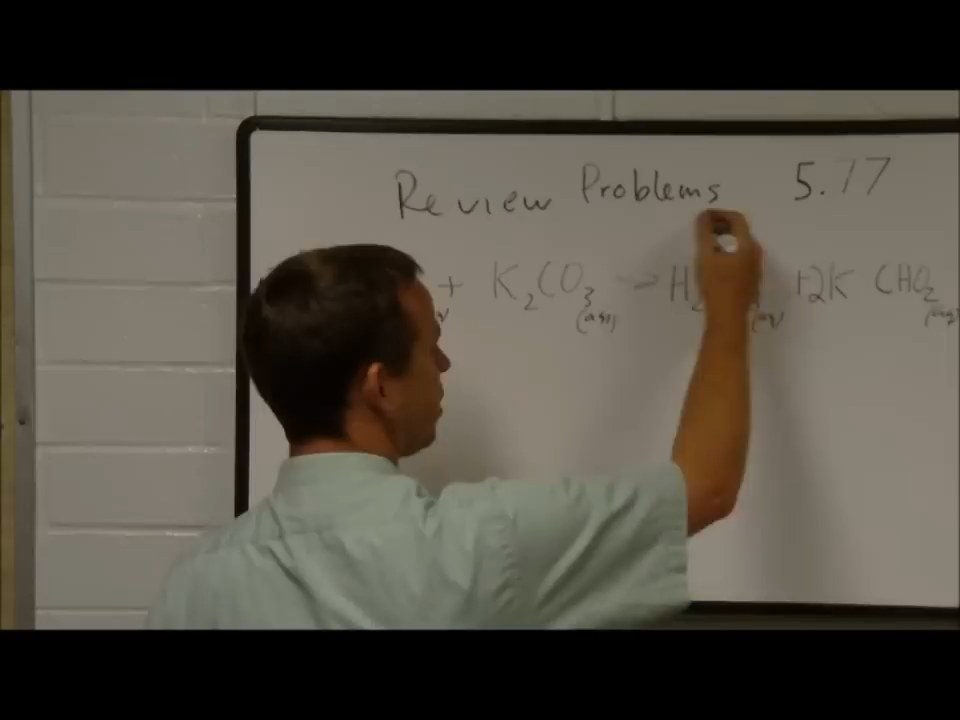 Review Problems 5.17
+ K₂CO₃ (aq) → H₂ (aq) +2K CHO₂ (aq)